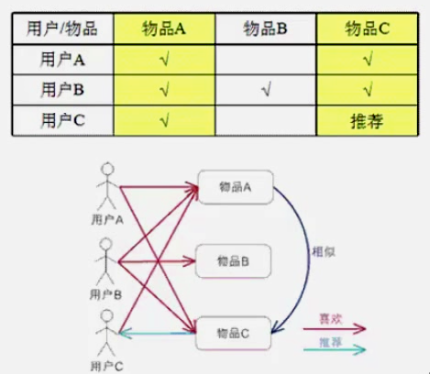 用户/物品 物品A 物品B 物品C
用户A √ √
用户B √ √ √
用户C √ 推荐
用户A
物品A
相似
用户B
物品B
喜欢
用户C
物品C
推荐